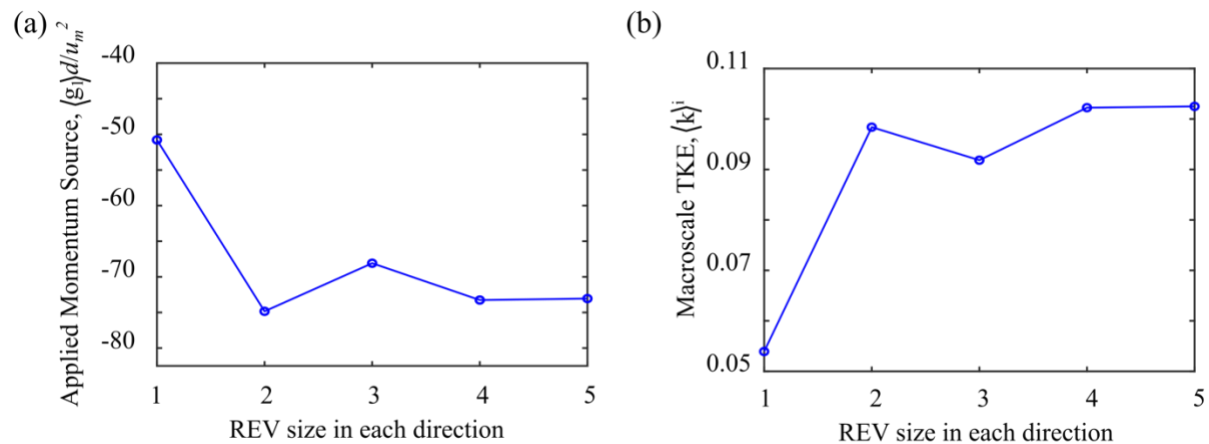 (a)
Applied Momentum Source, ⟨g₁⟩d/uₘ²
-40
-50
-60
-70
-80
1 2 3 4 5
REV size in each direction
(b)
Macroscale TKE, ⟨k⟩ⁱ
0.11
0.09
0.07
0.05
1 2 3 4 5
REV size in each direction